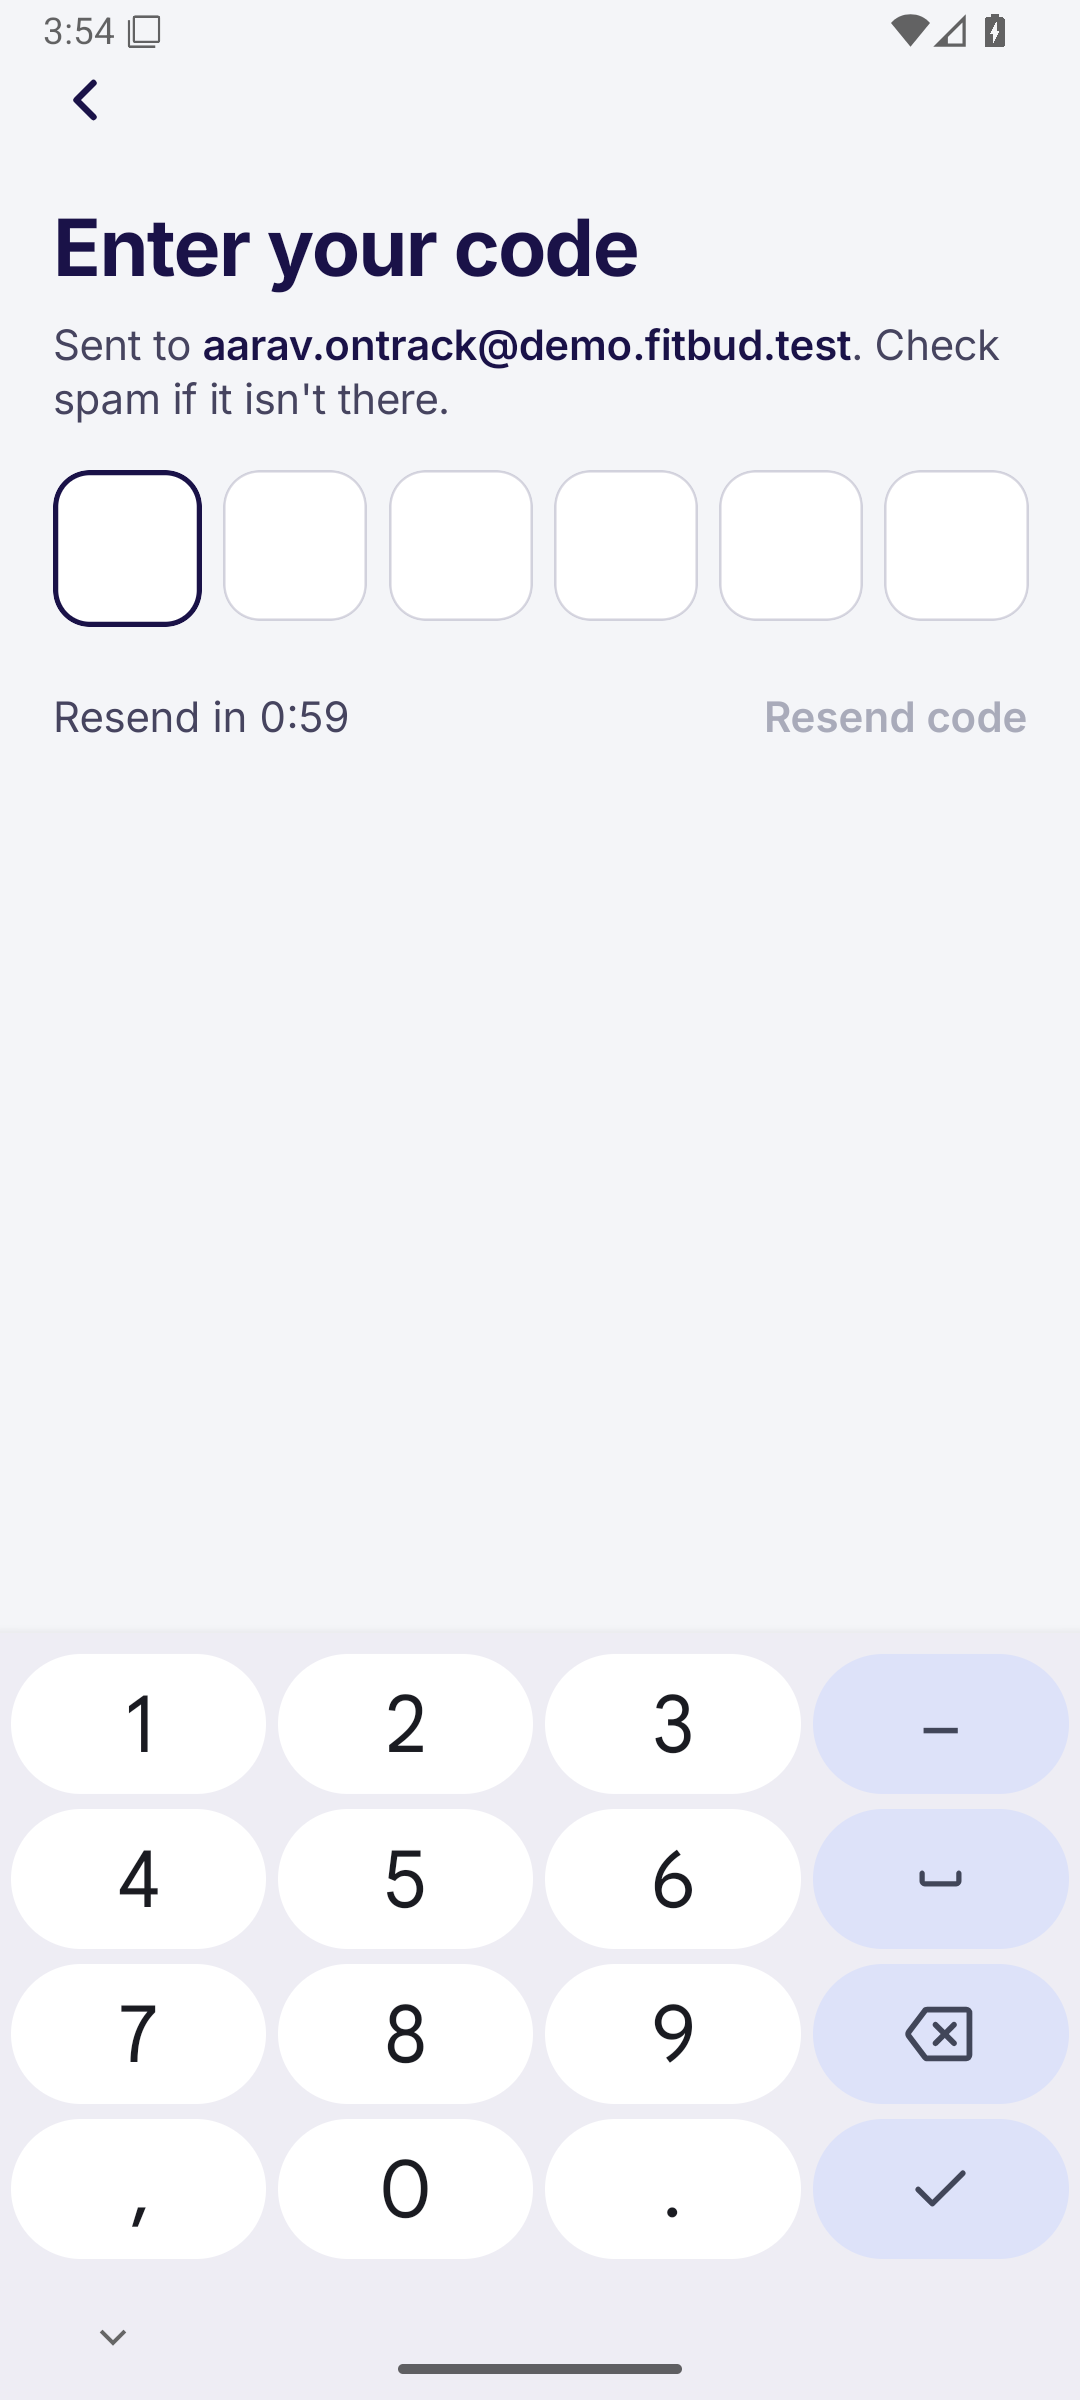 3:54
Enter your code
Sent to aarav.ontrack@demo.fitbud.test. Check
spam if it isn't there.
Resend in 0:59
Resend code
1 2 3 –
4 5 6
7 8 9
, 0 .